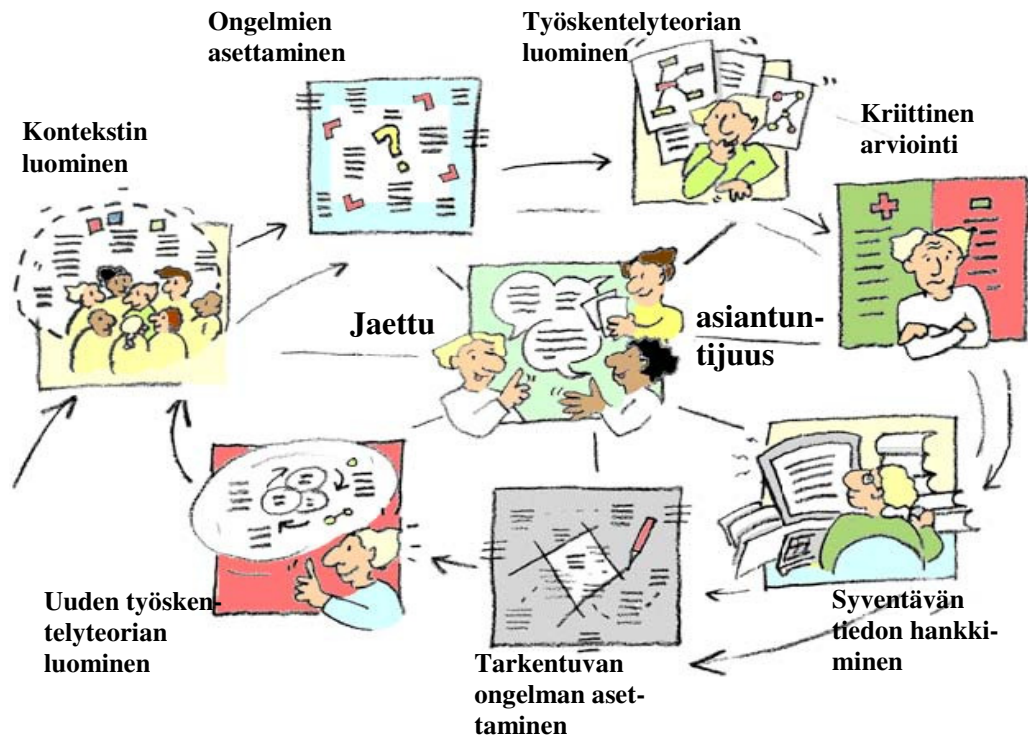 Ongelmien
asettaminen
Työskentelyteorian
luominen
Kontekstin
luominen
Kriittinen
arviointi
Jaettu
asiantun-
tijuus
Uuden työsken-
telyteorian
luominen
Tarkentuvan
ongelman aset-
taminen
Syventävän
tiedon hankki-
minen